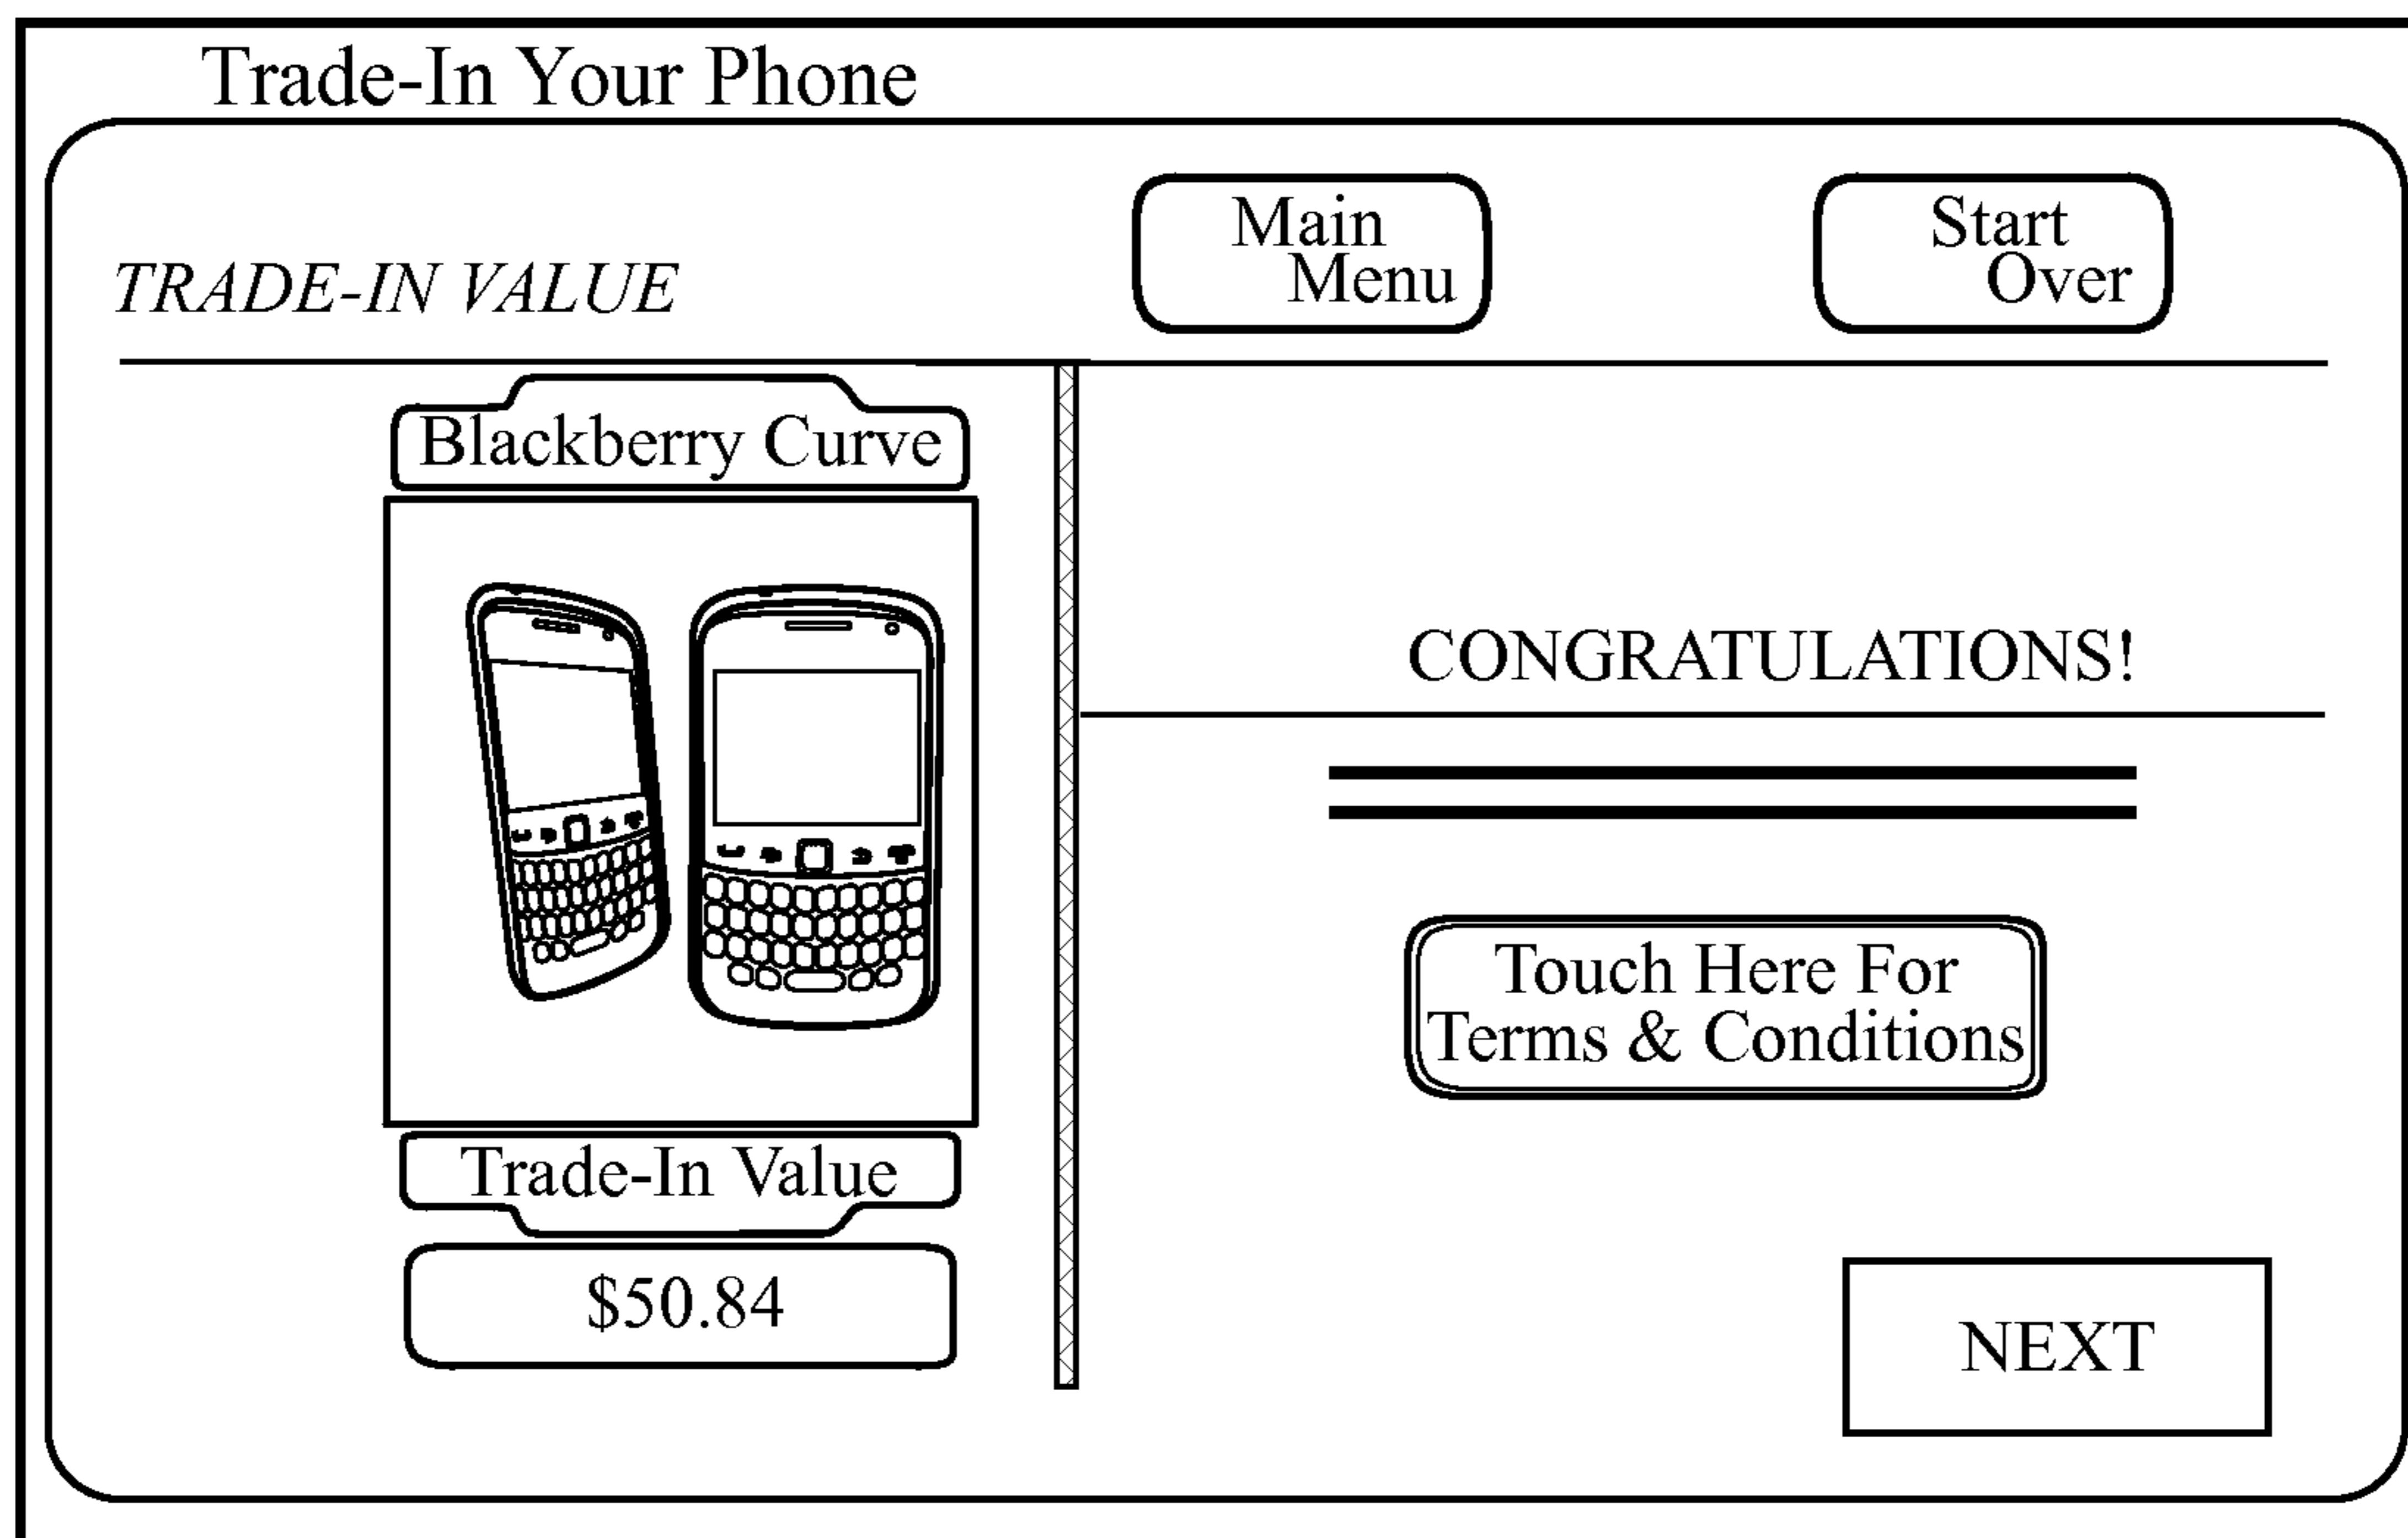 Trade-In Your Phone
TRADE-IN VALUE
Main
Menu
Start
Over
Blackberry Curve
Trade-In Value
$50.84
CONGRATULATIONS!
Touch Here For
Terms & Conditions
NEXT